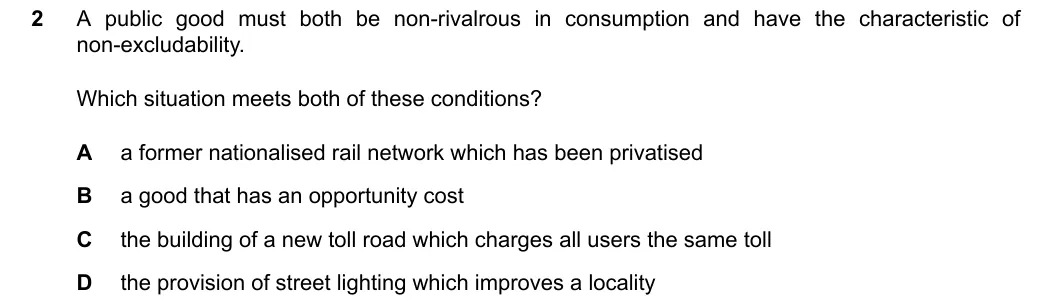 2 A public good must both be non-rivalrous in consumption and have the characteristic of
non-excludability.
Which situation meets both of these conditions?
A a former nationalised rail network which has been privatised
B a good that has an opportunity cost
C the building of a new toll road which charges all users the same toll
D the provision of street lighting which improves a locality